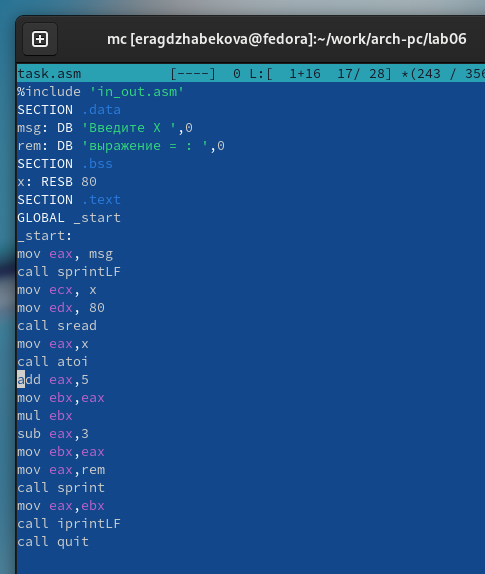 mc [eragdzhabekova@fedora]:~/work/arch-pc/lab06
task.asm [----] 0 L:[ 1+16 17/ 28] *(243 / 356
%include 'in_out.asm'
SECTION .data
msg: DB 'Введите X ',0
rem: DB 'выражение = : ',0
SECTION .bss
x: RESB 80
SECTION .text
GLOBAL _start
_start:
mov eax, msg
call sprintLF
mov ecx, x
mov edx, 80
call sread
mov eax,x
call atoi
add eax,5
mov ebx,eax
mul ebx
sub eax,3
mov ebx,eax
mov eax,rem
call sprint
mov eax,ebx
call iprintLF
call quit